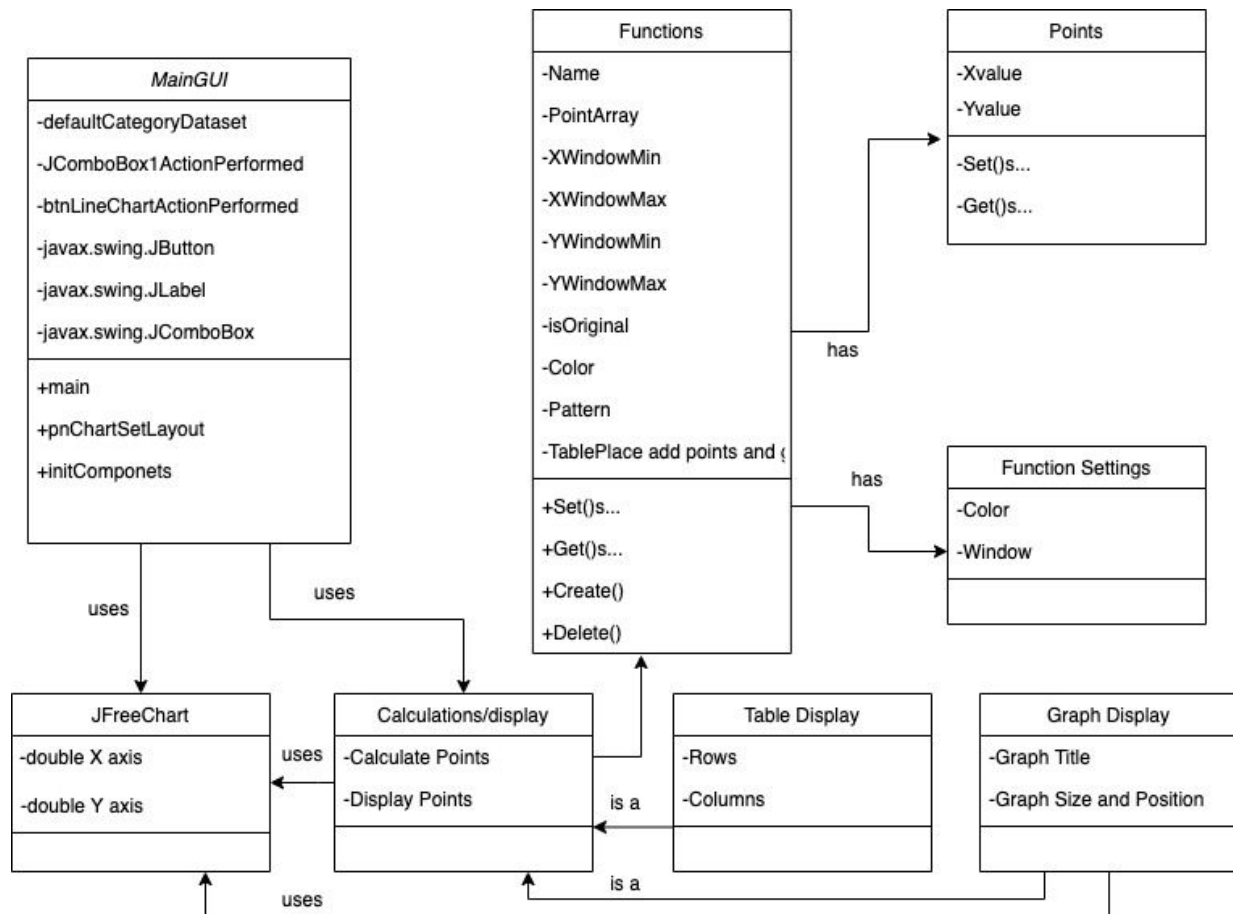 MainGUI
-defaultCategoryDataset
-JComboBox1ActionPerformed
-btnLineChartActionPerformed
-javax.swing.JButton
-javax.swing.JLabel
-javax.swing.JComboBox
+main
+pnChartSetLayout
+initComponets
Functions
-Name
-PointArray
-XWindowMin
-XWindowMax
-YWindowMin
-YWindowMax
-isOriginal
-Color
-Pattern
-TablePlace add points and
+Set()s...
+Get()s...
+Create()
+Delete()
Points
-Xvalue
-Yvalue
-Set()s...
-Get()s...
has
has
Function Settings
-Color
-Window
uses
uses
JFreeChart
-double X axis
-double Y axis
uses
Calculations/display
-Calculate Points
-Display Points
is a
Table Display
-Rows
-Columns
Graph Display
-Graph Title
-Graph Size and Position
is a
uses